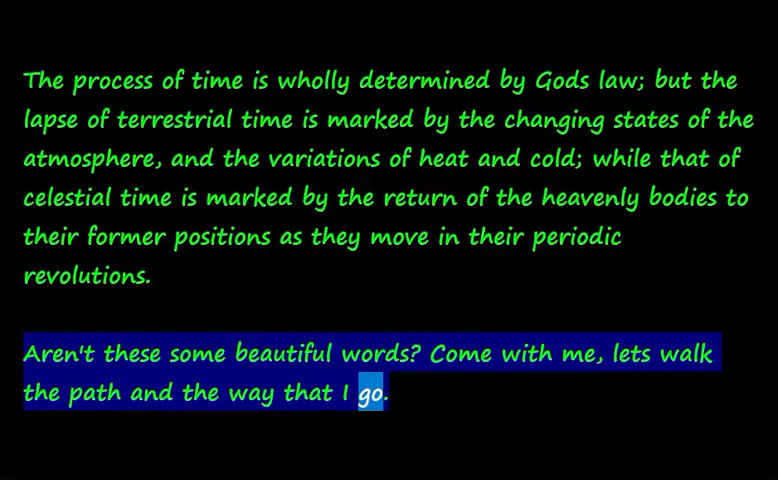 The process of time is wholly determined by Gods law; but the
lapse of terrestrial time is marked by the changing states of the
atmosphere, and the variations of heat and cold; while that of
celestial time is marked by the return of the heavenly bodies to
their former positions as they move in their periodic
revolutions.
Aren't these some beautiful words? Come with me, lets walk
the path and the way that I go.